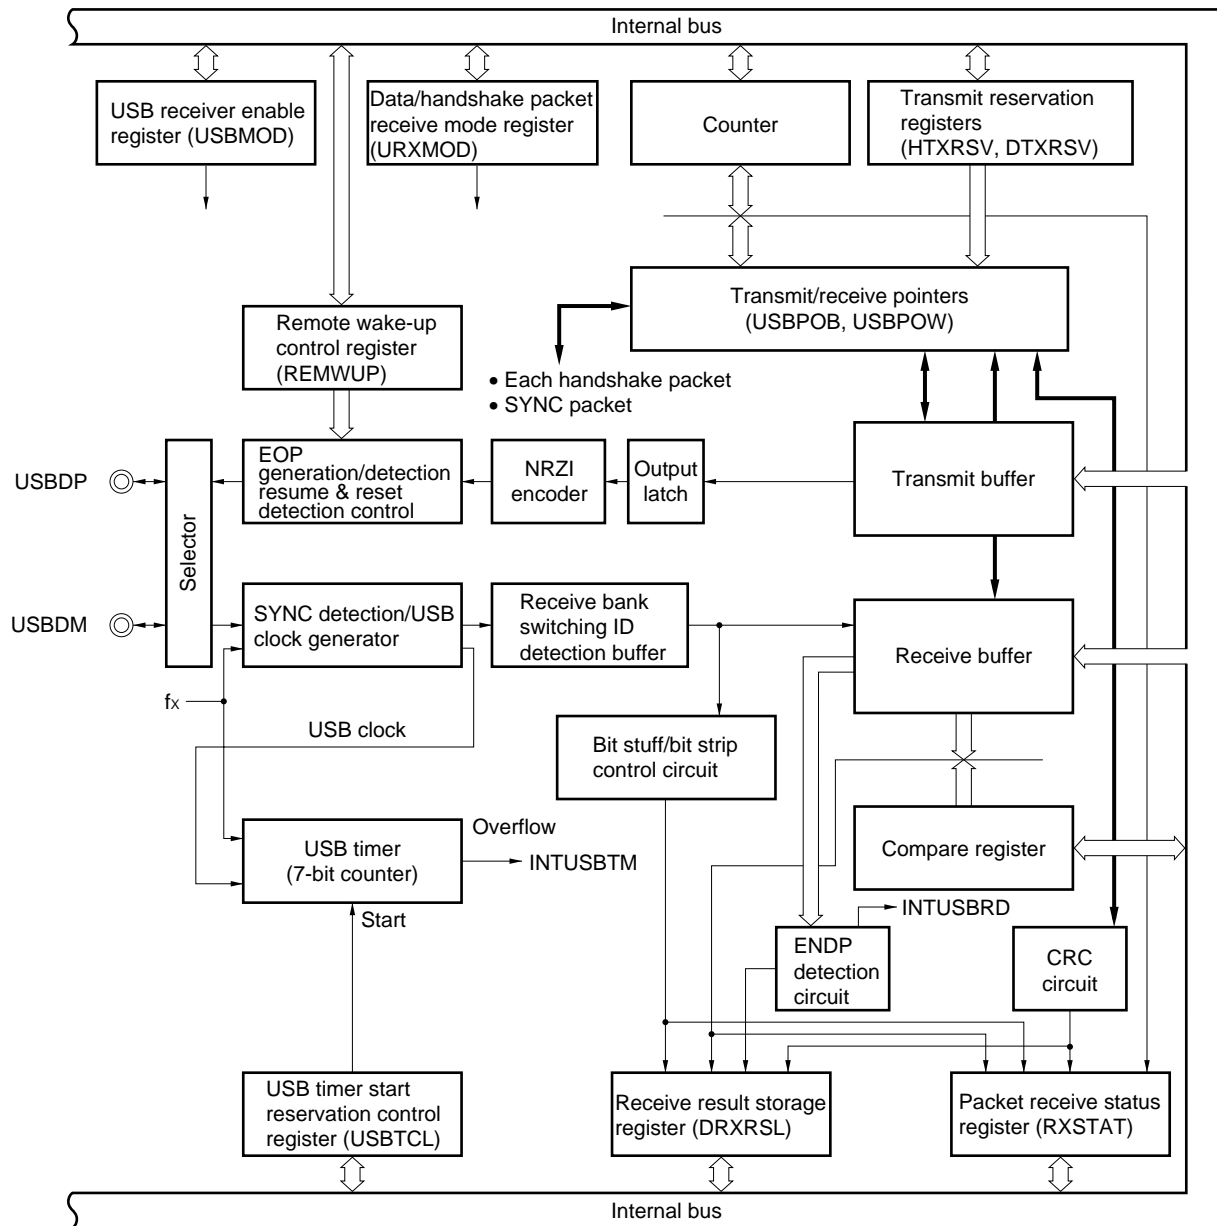 Internal bus
USB receiver enable
register (USBMOD)
Data/handshake packet
receive mode register
(URXMOD)
Counter
Transmit reservation
registers
(HTXRSV, DTXRSV)
Transmit/receive pointers
(USBPOB, USBPOW)
Remote wake-up
control register
(REMWUP)
• Each handshake packet
• SYNC packet
USBDP
Selector
EOP
generation/detection
resume & reset
detection control
NRZI
encoder
Output
latch
Transmit buffer
USBDM
SYNC detection/USB
clock generator
Receive bank
switching ID
detection buffer
Receive buffer
fX
USB clock
Bit stuff/bit strip
control circuit
USB timer
(7-bit counter)
Overflow
INTUSBTM
Compare register
Start
INTUSBRD
ENDP
detection
circuit
CRC
circuit
USB timer start
reservation control
register (USBTCL)
Receive result storage
register (DRXRSL)
Packet receive status
register (RXSTAT)
Internal bus